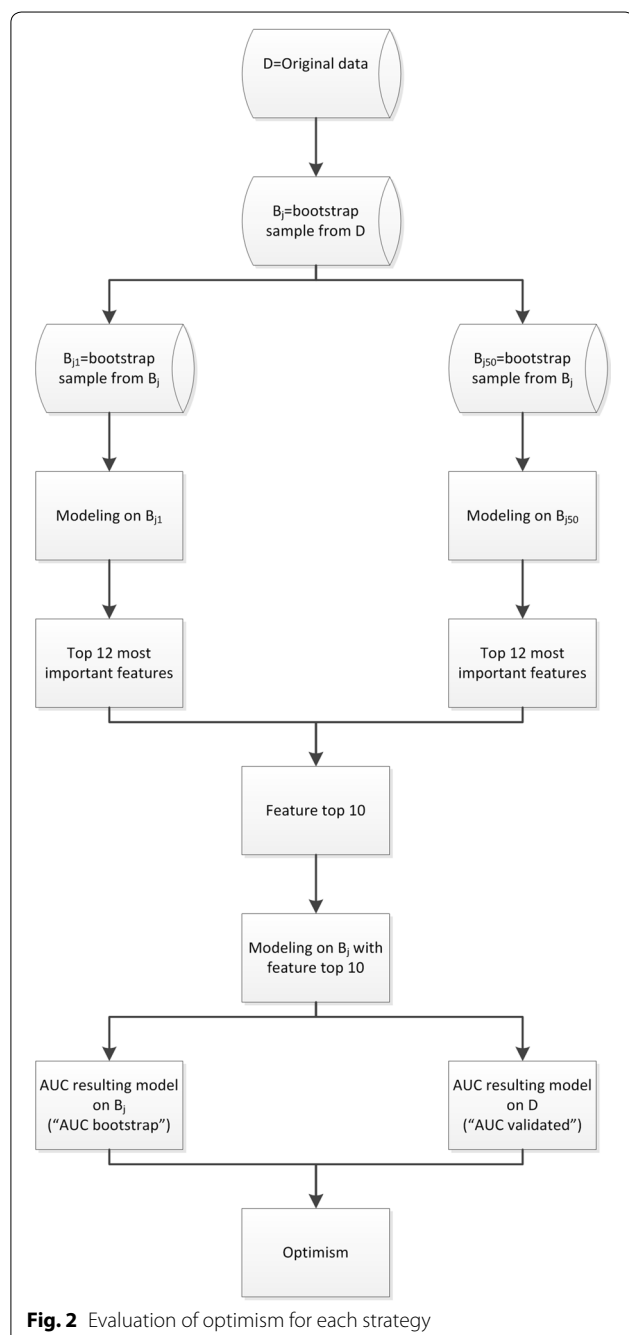 D=Original data
Bj=bootstrap
sample from D
Bj1=bootstrap
sample from Bj
Bj50=bootstrap
sample from Bj
Modeling on Bj1
Modeling on Bj50
Top 12 most
important features
Top 12 most
important features
Feature top 10
Modeling on Bj with
feature top 10
AUC resulting model
on Bj
(“AUC bootstrap”)
AUC resulting model
on D
(“AUC validated”)
Optimism
Fig. 2 Evaluation of optimism for each strategy